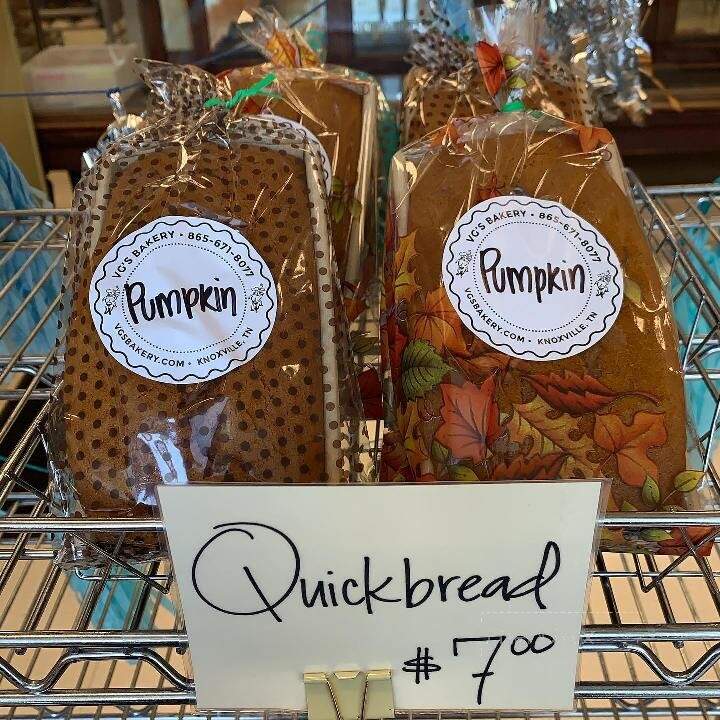 VG'S BAKERY • 865-671-8077
Pumpkin
VGSBAKERY.COM • KNOXVILLE, TN
VG'S BAKERY • 865-671-8077
Pumpkin
VGSBAKERY.COM • KNOXVILLE, TN
Quickbread
$7.00